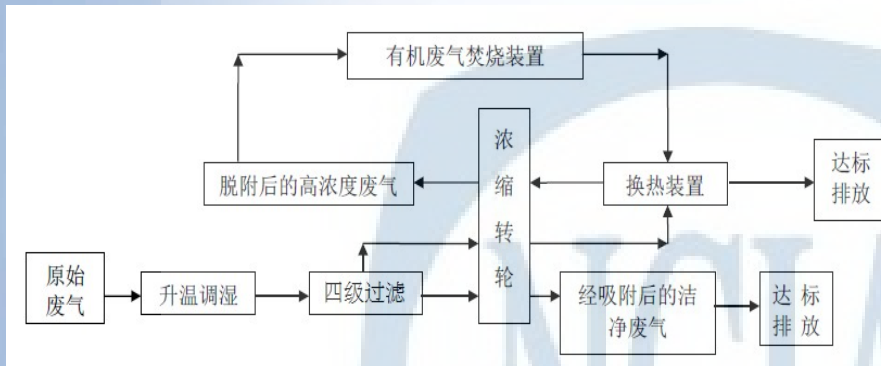 有机废气焚烧装置
浓
缩
转
轮
脱附后的高浓度废气
换热装置
达标
排放
原始
废气
升温调湿
四级过滤
经吸附后的洁
净废气
达 标
排 放